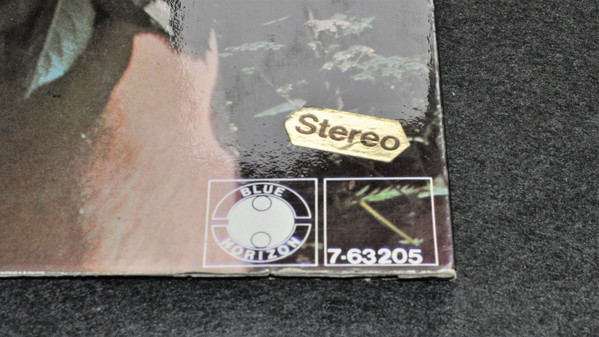 Stereo
BLUE
HORIZON
7-63205